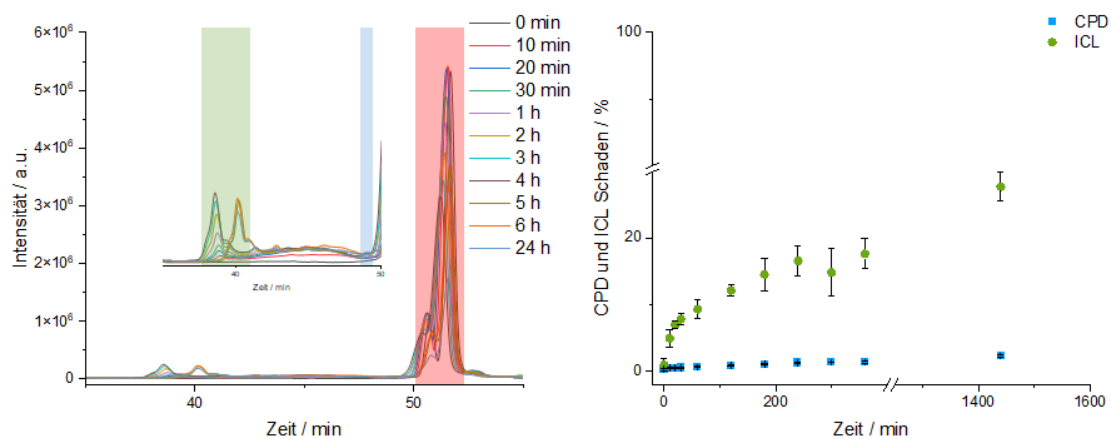 6×10⁶
5×10⁶
4×10⁶
3×10⁶
2×10⁶
1×10⁶
0
Intensität / a.u.
40
50
Zeit / min
40
50
Zeit / min
0 min
10 min
20 min
30 min
1 h
2 h
3 h
4 h
5 h
6 h
24 h
100
20
0
CPD und ICL Schaden / %
0
200
1400
1600
Zeit / min
CPD
ICL